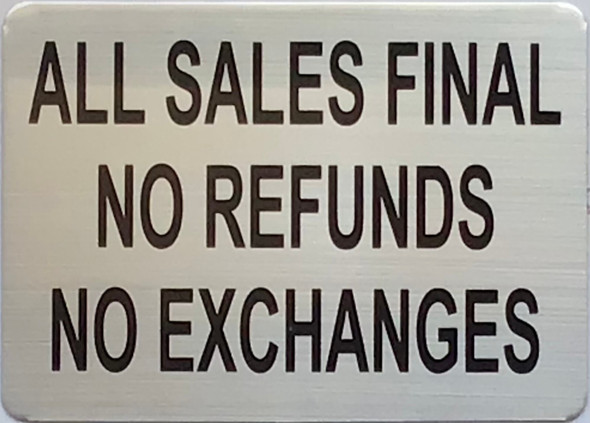 ALL SALES FINAL
NO REFUNDS
NO EXCHANGES